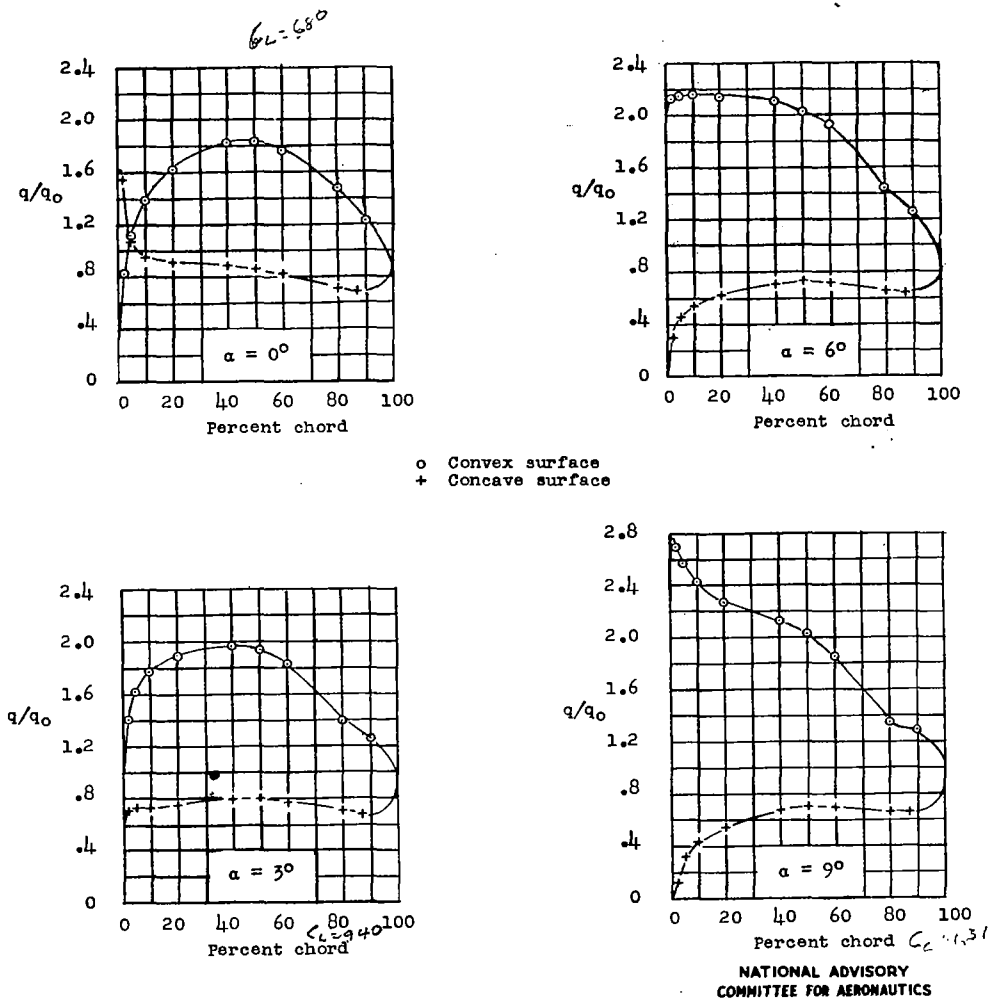 CL=680
2.4
2.0
1.6
q/qo
1.2
.8
.4
0
α = 0°
0 20 40 60 80 100
Percent chord
2.4
2.0
1.6
q/qo
1.2
.8
.4
0
α = 6°
0 20 40 60 80 100
Percent chord
o Convex surface
+ Concave surface
2.4
2.0
1.6
q/qo
1.2
.8
.4
0
α = 3°
0 20 40 60 80 100
CL=940
Percent chord
2.8
2.4
2.0
1.6
q/qo
1.2
.8
.4
0
α = 9°
0 20 40 60 80 100
Percent chord
NATIONAL ADVISORY
COMMITTEE FOR AERONAUTICS